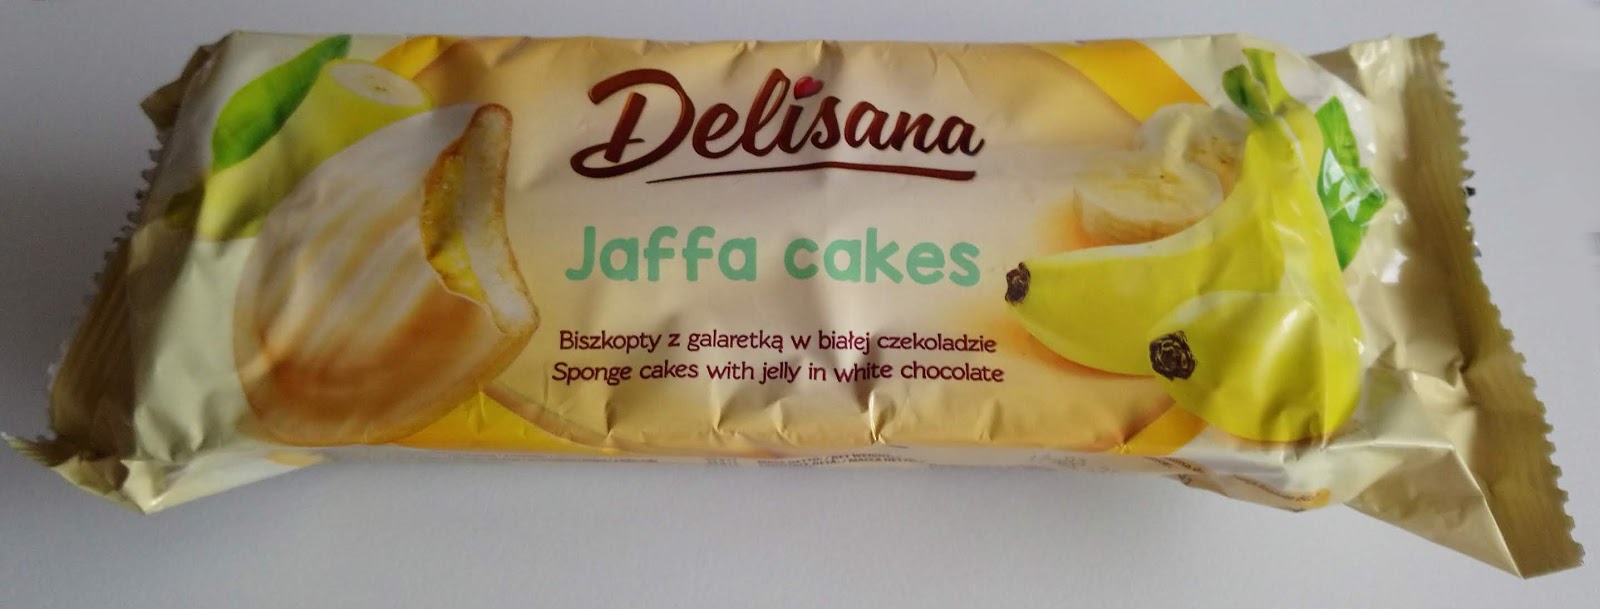 Delisana
Jaffa cakes
Biszkopty z galaretką w białej czekoladzie
Sponge cakes with jelly in white chocolate